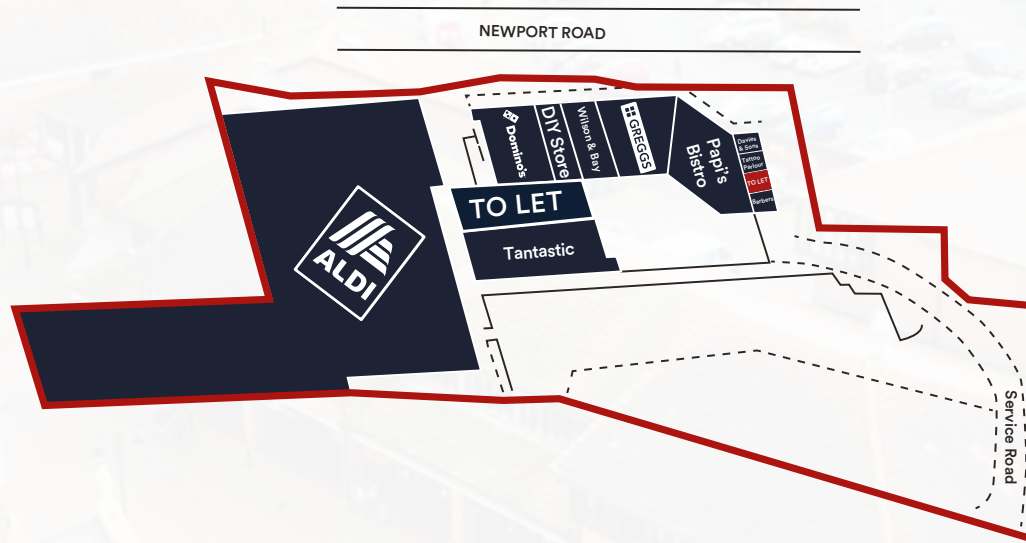 NEWPORT ROAD
ALDI
Domino's
DIY Store
Wilson & Bay
GREGGS
Papi's
Bistro
Davies
& Sons
Tattoo
Parlour
TO LET
Barbers
TO LET
Tantastic
Service Road